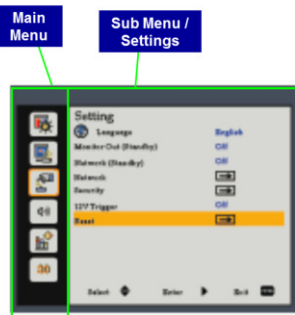 Main
Menu
Sub Menu /
Settings
Setting
Language English
Monitor Out (Standby) Off
Network (Standby) Off
Network
Security
12V Trigger Off
Reset
3D
Select Enter Exit